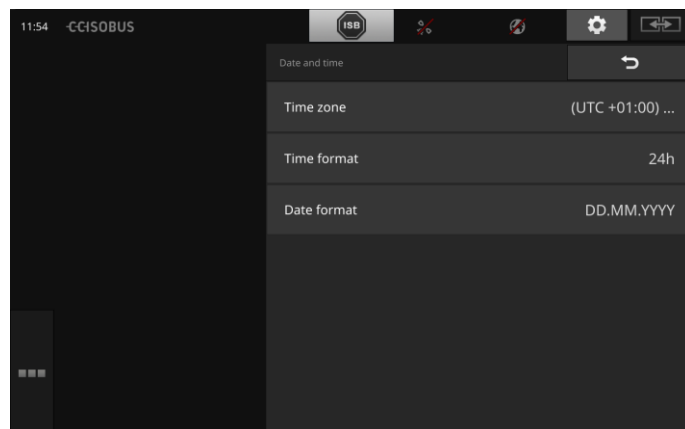 11:54 CCISOBUS ISB
Date and time
Time zone (UTC +01:00) ...
Time format 24h
Date format DD.MM.YYYY